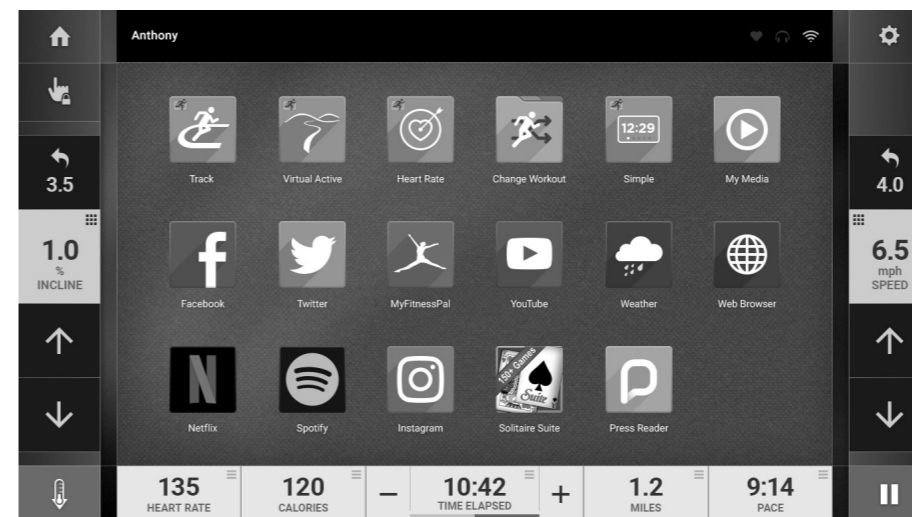 Anthony
3.5
1.0
%
INCLINE
12:29
Track
Virtual Active
Heart Rate
Change Workout
Simple
My Media
Facebook
Twitter
MyFitnessPal
YouTube
Weather
Web Browser
150+ Games
Suite
Netflix
Spotify
Instagram
Solitaire Suite
Press Reader
4.0
6.5
mph
SPEED
135
HEART RATE
120
CALORIES
10:42
TIME ELAPSED
1.2
MILES
9:14
PACE